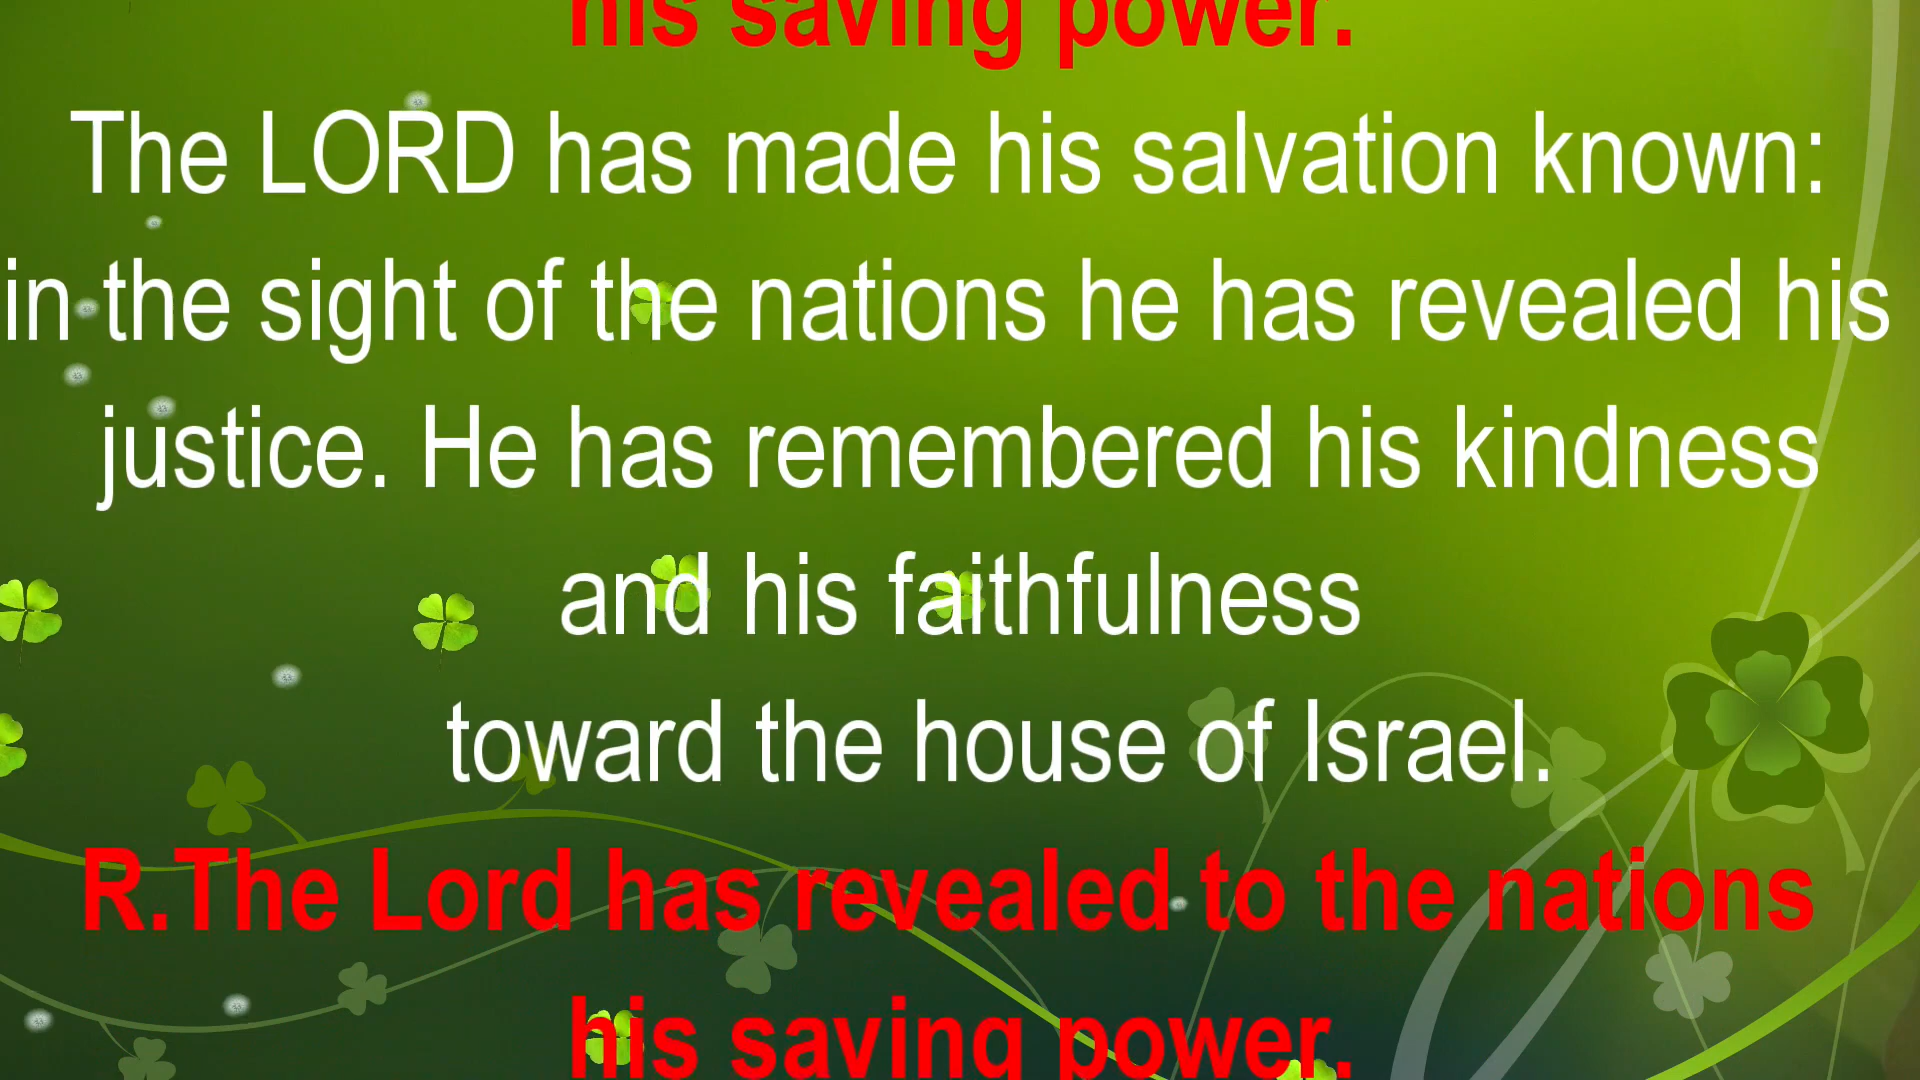 his saving power.
The LORD has made his salvation known:
in the sight of the nations he has revealed his
justice. He has remembered his kindness
and his faithfulness
toward the house of Israel.
R.The Lord has revealed to the nations
his saving power.